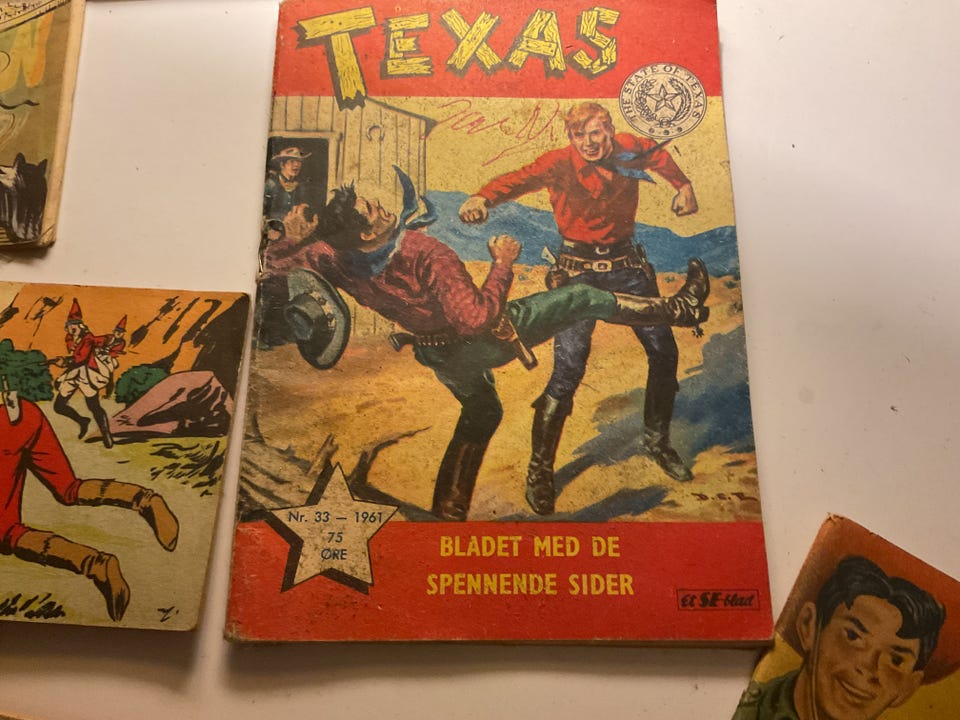 TEXAS
THE STATE OF TEXAS
Nr. 33 – 1961
75
ØRE
BLADET MED DE
SPENNENDE SIDER
Et SE-blad